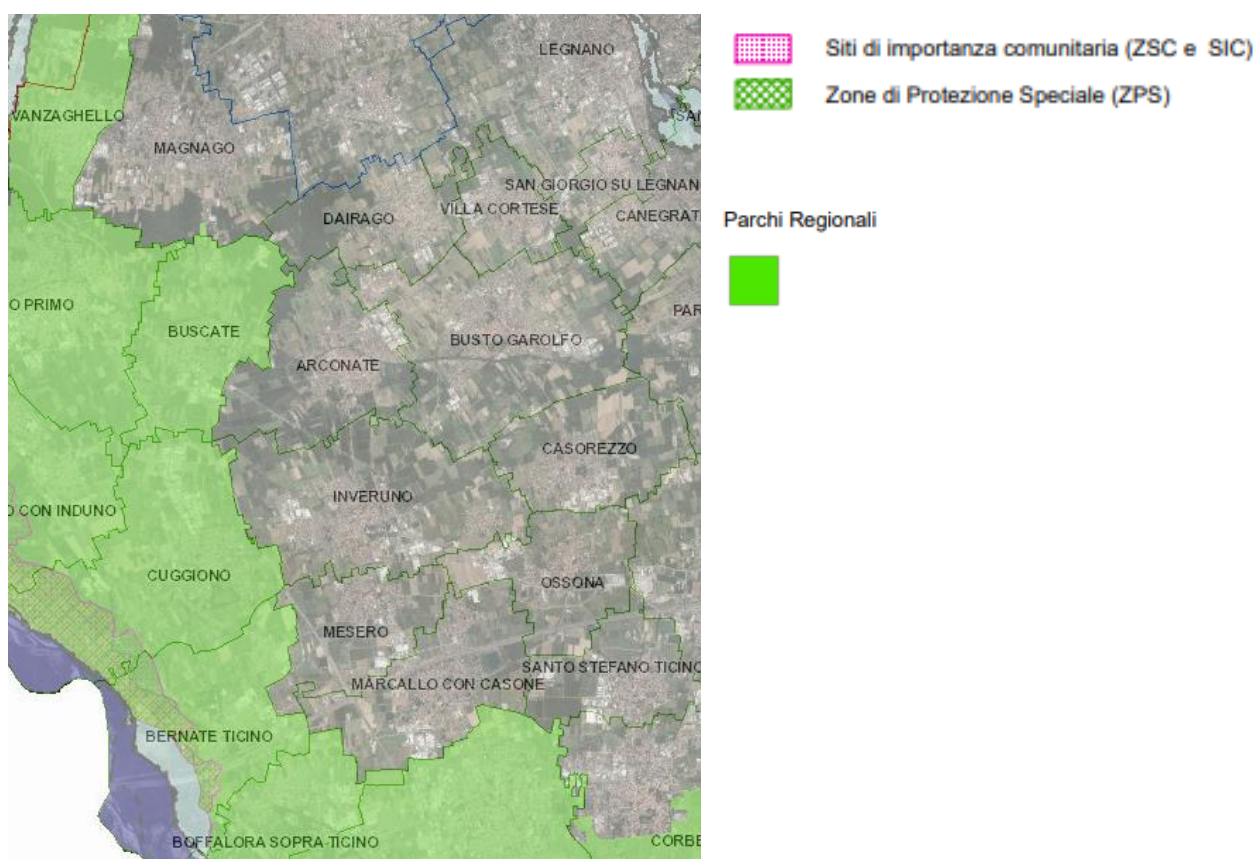 LEGNANO
VANZAGHELLO
MAGNAGO
SAN GIORGIO SU LEGNAN
VILLA CORTESE
DAIRAGO
CANEGRAT
O PRIMO
PAR
BUSCATE
BUSTO GAROLFO
ARCONATE
CASOREZZO
INVERUNO
O CON INDUNO
CUGGIONO
OSSONA
MESERO
SANTO STEFANO TICINO
MARCALLO CON CASONE
BERNATE TICINO
BOFFALORA SOPRA TICINO
CORBE
Siti di importanza comunitaria (ZSC e SIC)
Zone di Protezione Speciale (ZPS)
Parchi Regionali